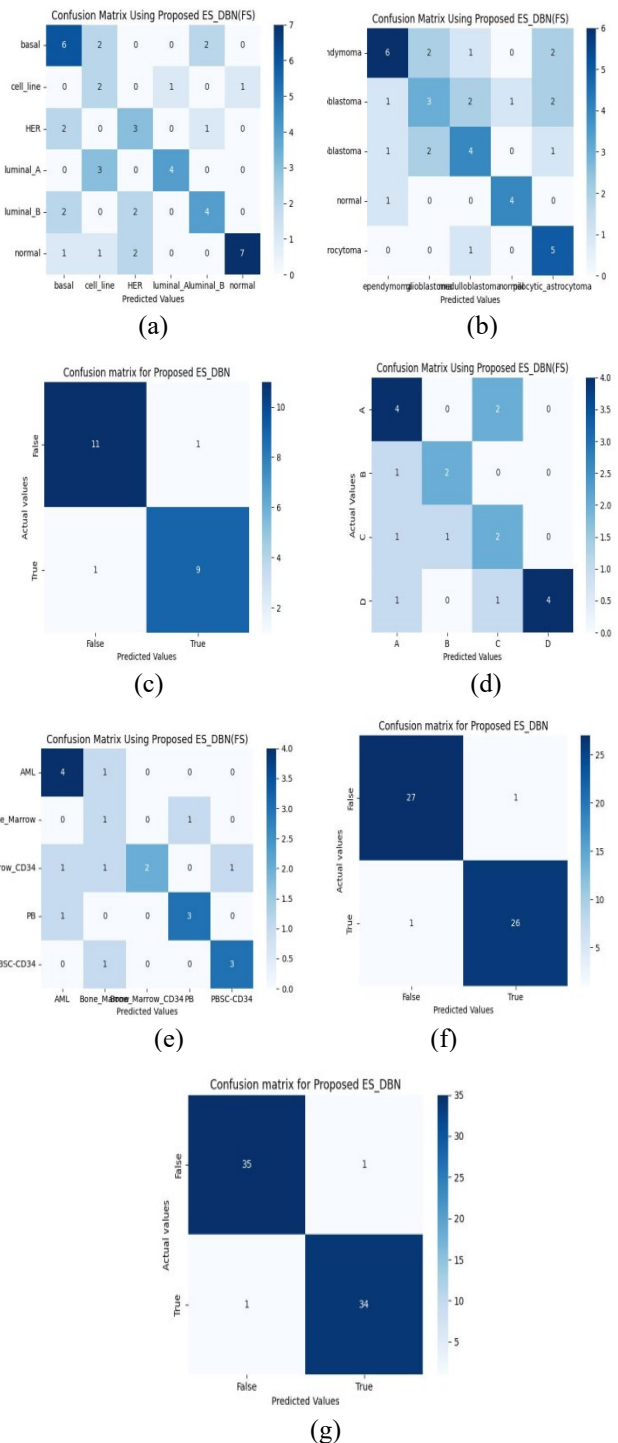 Confusion Matrix Using Proposed ES_DBN(FS)
basal 6 2 0 0 2 0
cell_line 0 2 0 1 0 1
HER 2 0 3 0 1 0
luminal_A 0 3 0 4 0 0
luminal_B 2 0 2 0 4 0
normal 1 1 2 0 0 7
basal cell_line HER luminal_A luminal_B normal
Predicted Values
7
6
5
4
3
2
1
0
(a)
Confusion Matrix Using Proposed ES_DBN(FS)
endymoma 6 2 1 0 2
oblastoma 1 3 2 1 2
oblastoma 1 2 4 0 1
normal 1 0 0 4 0
rocytoma 0 0 1 0 5
ependymoma glioblastoma medulloblastoma normal pilocytic_astrocytoma
Predicted Values
6
5
4
3
2
1
0
(b)
Confusion matrix for Proposed ES_DBN
Actual values
False 11 1
True 1 9
False True
Predicted Values
10
8
6
4
2
(c)
Confusion Matrix Using Proposed ES_DBN(FS)
Actual Values
A 4 0 2 0
B 1 2 0 0
C 1 1 2 0
D 1 0 1 4
A B C D
Predicted Values
4.0
3.5
3.0
2.5
2.0
1.5
1.0
0.5
0.0
(d)
Confusion Matrix Using Proposed ES_DBN(FS)
AML 4 1 0 0 0
e_Marrow 0 1 0 1 0
row_CD34 1 1 2 0 1
PB 1 0 0 3 0
3SC-CD34 0 1 0 0 3
AML Bone_Marrow Bone_Marrow_CD34 PB PBSC-CD34
Predicted Values
4.0
3.5
3.0
2.5
2.0
1.5
1.0
0.5
0.0
(e)
Confusion matrix for Proposed ES_DBN
Actual values
False 27 1
True 1 26
False True
Predicted Values
25
20
15
10
5
(f)
Confusion matrix for Proposed ES_DBN
Actual values
False 35 1
True 1 34
False True
Predicted Values
35
30
25
20
15
10
5
(g)